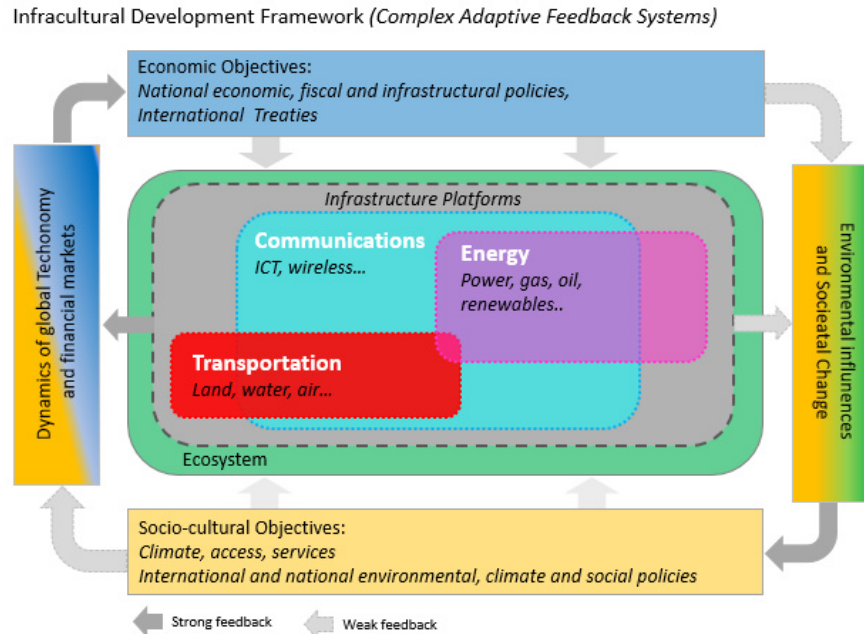 Infracultural Development Framework (Complex Adaptive Feedback Systems)
Economic Objectives:
National economic, fiscal and infrastructural policies,
International Treaties
Dynamics of global Techonomy
and financial markets
Infrastructure Platforms
Communications
ICT, wireless...
Energy
Power, gas, oil,
renewables..
Transportation
Land, water, air...
Ecosystem
Environmental influnences
and Societatal Change
Socio-cultural Objectives:
Climate, access, services
International and national environmental, climate and social policies
Strong feedback
Weak feedback